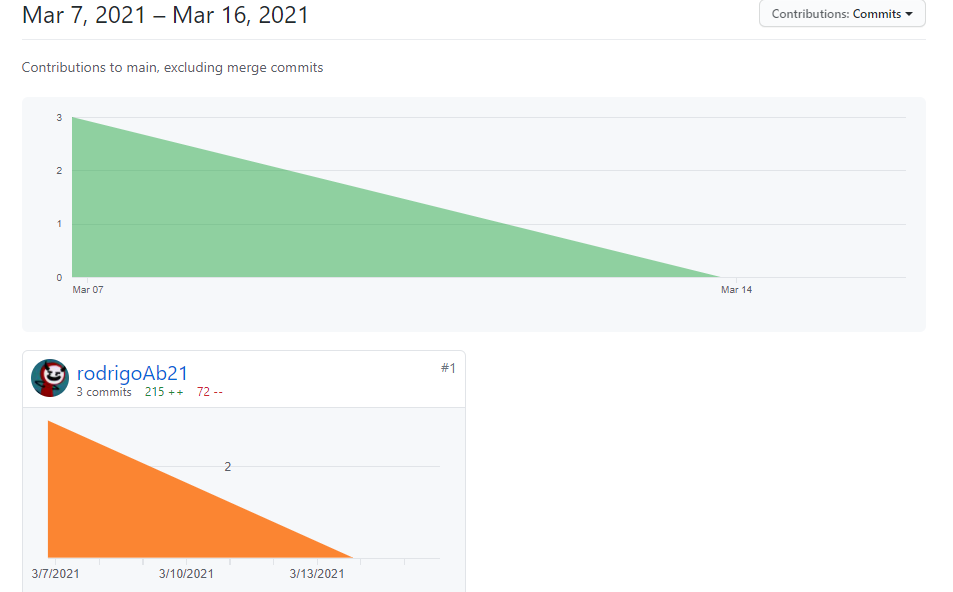 Mar 7, 2021 – Mar 16, 2021
Contributions: Commits
Contributions to main, excluding merge commits
3
2
1
0
Mar 07
Mar 14
rodrigoAb21
#1
3 commits 215 ++ 72 --
2
3/7/2021
3/10/2021
3/13/2021